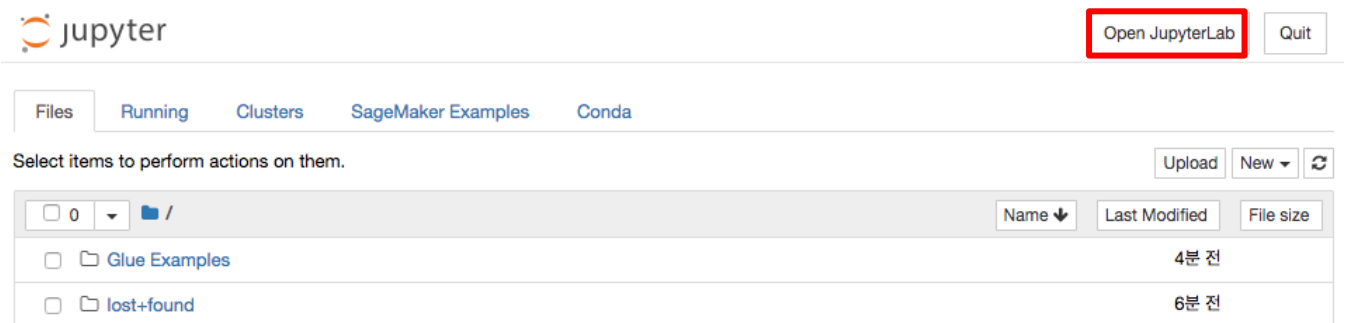 jupyter Open JupyterLab Quit
Files Running Clusters SageMaker Examples Conda
Select items to perform actions on them. Upload New
0 / Name Last Modified File size
Glue Examples 4분 전
lost+found 6분 전